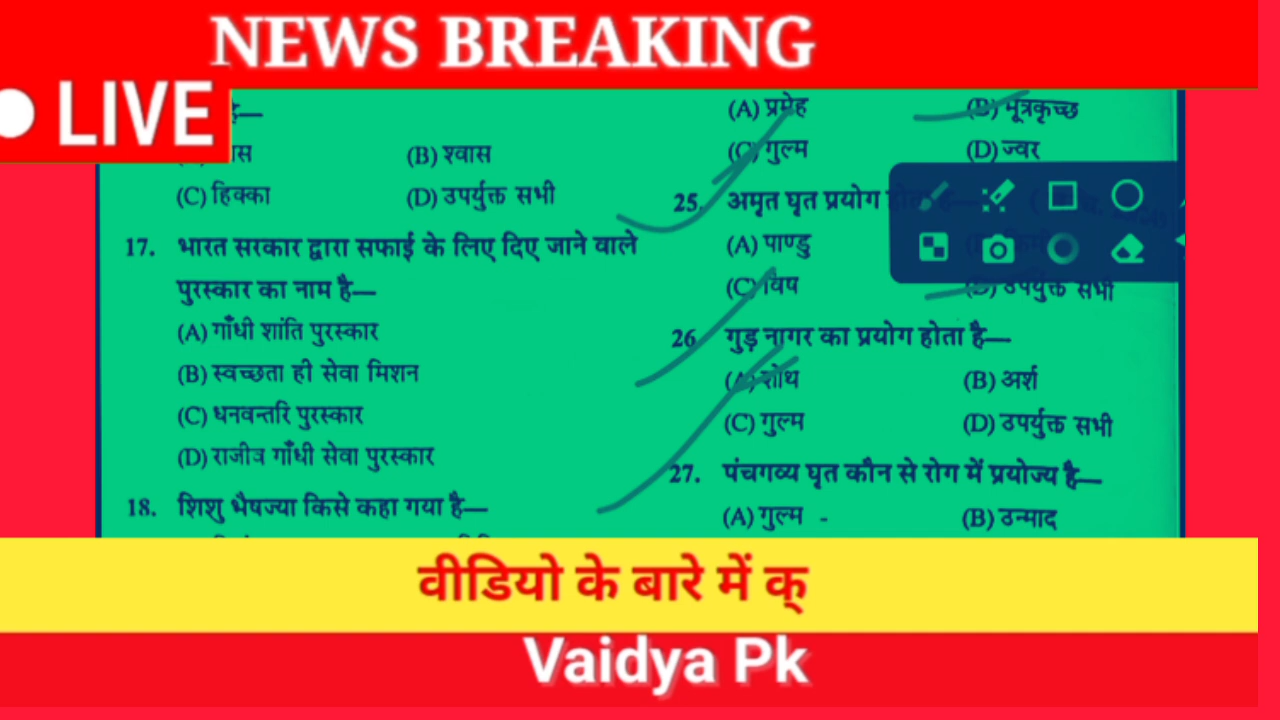 NEWS BREAKING
LIVE
है—
(B) श्वास
(C) हिक्का
(D) उपर्युक्त सभी
17. भारत सरकार द्वारा सफाई के लिए दिए जाने वाले
पुरस्कार का नाम है—
(A) गाँधी शांति पुरस्कार
(B) स्वच्छता ही सेवा मिशन
(C) धनवन्तरि पुरस्कार
(D) राजीव गाँधी सेवा पुरस्कार
18. शिशु भैषज्या किसे कहा गया है—
(A) प्रमेह
(B) मूत्रकृच्छ
(C) गुल्म
(D) ज्वर
25. अमृत घृत प्रयोग
(A) पाण्डु
(C) विष
(D) उपर्युक्त सभी
26. गुड़ नागर का प्रयोग होता है—
(A) शोथ
(B) अर्श
(C) गुल्म
(D) उपर्युक्त सभी
27. पंचगव्य घृत कौन से रोग में प्रयोज्य है—
(A) गुल्म -
(B) उन्माद
वीडियो के बारे में क्
Vaidya Pk